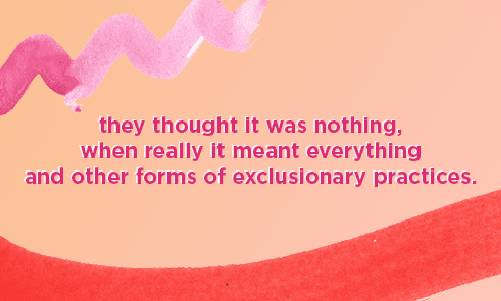 they thought it was nothing,
when really it meant everything
and other forms of exclusionary practices.